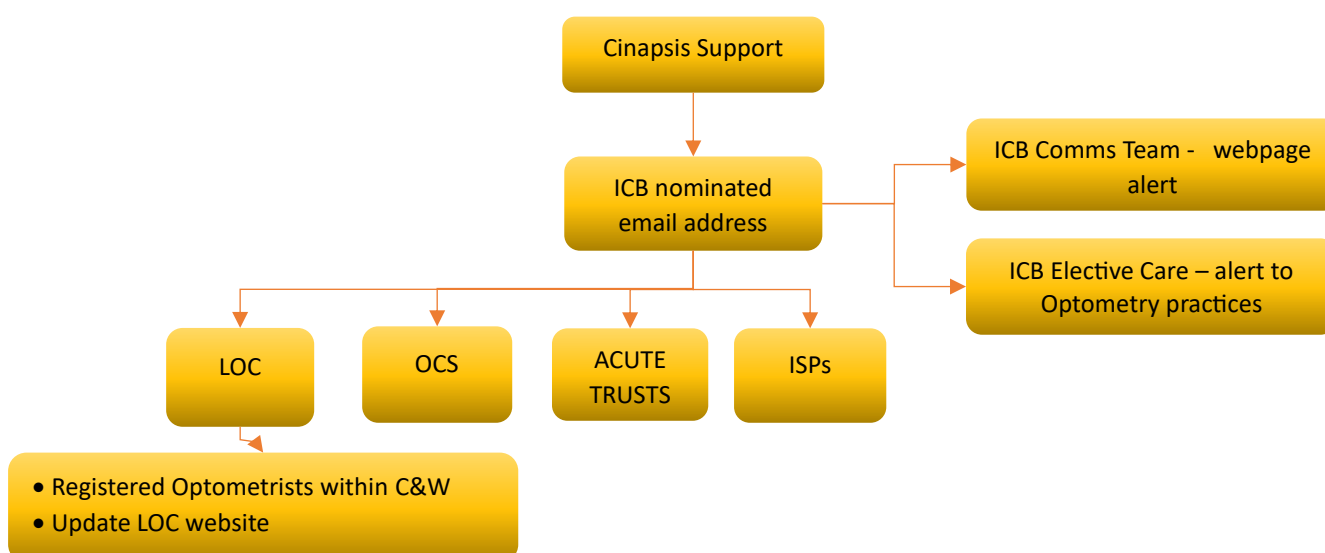 Cinapsis Support
ICB nominated
email address
ICB Comms Team - webpage
alert
ICB Elective Care – alert to
Optometry practices
LOC
OCS
ACUTE
TRUSTS
ISPs
• Registered Optometrists within C&W
• Update LOC website